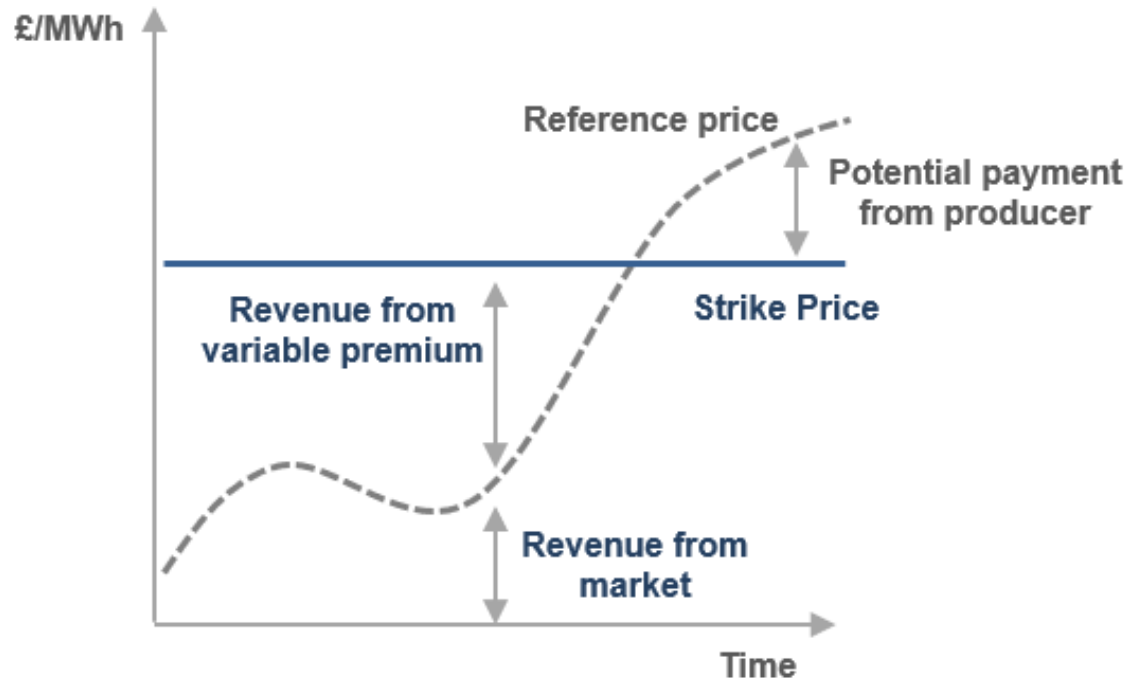 £/MWh
Reference price
Potential payment
from producer
Revenue from
variable premium
Strike Price
Revenue from
market
Time